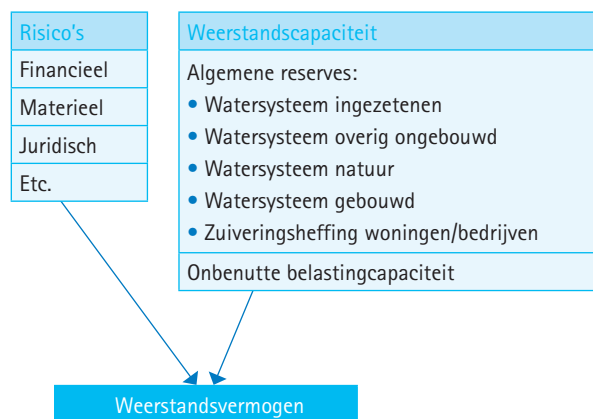 Risico's
Financieel
Materieel
Juridisch
Etc.
Weerstandscapaciteit
Algemene reserves:
• Watersysteem ingezetenen
• Watersysteem overig ongebouwd
• Watersysteem natuur
• Watersysteem gebouwd
• Zuiveringsheffing woningen/bedrijven
Onbenutte belastingcapaciteit
Weerstandsvermogen